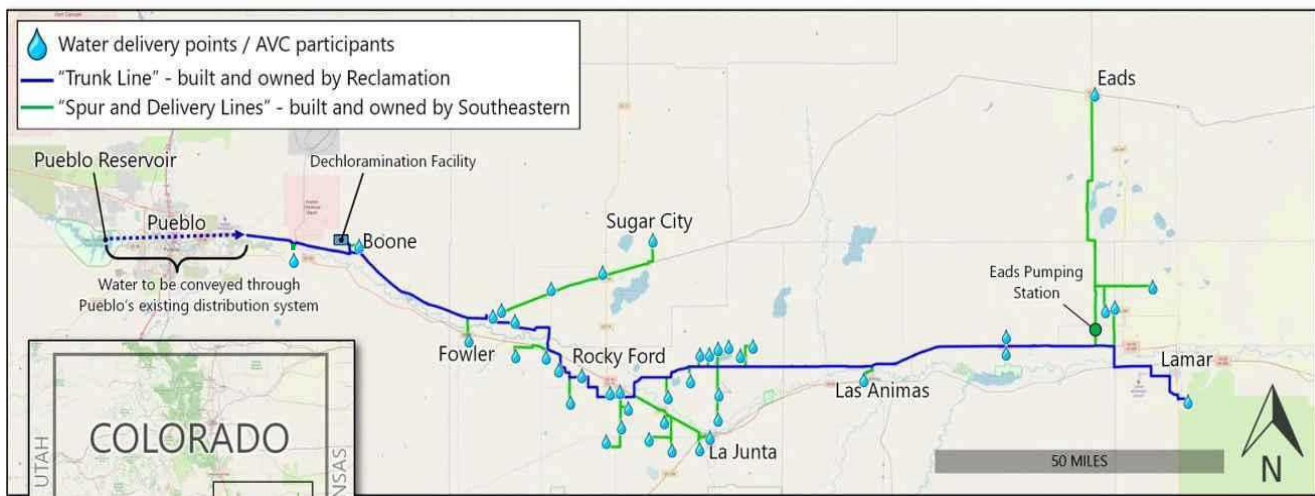 Water delivery points / AVC participants
“Trunk Line” - built and owned by Reclamation
“Spur and Delivery Lines” - built and owned by Southeastern
Eads
Pueblo Reservoir
Dechloramination Facility
Pueblo
Boone
Sugar City
Water to be conveyed through
Pueblo’s existing distribution system
Eads Pumping
Station
Fowler
Rocky Ford
Las Animas
Lamar
La Junta
50 MILES
N
COLORADO
UTAH
NSAS